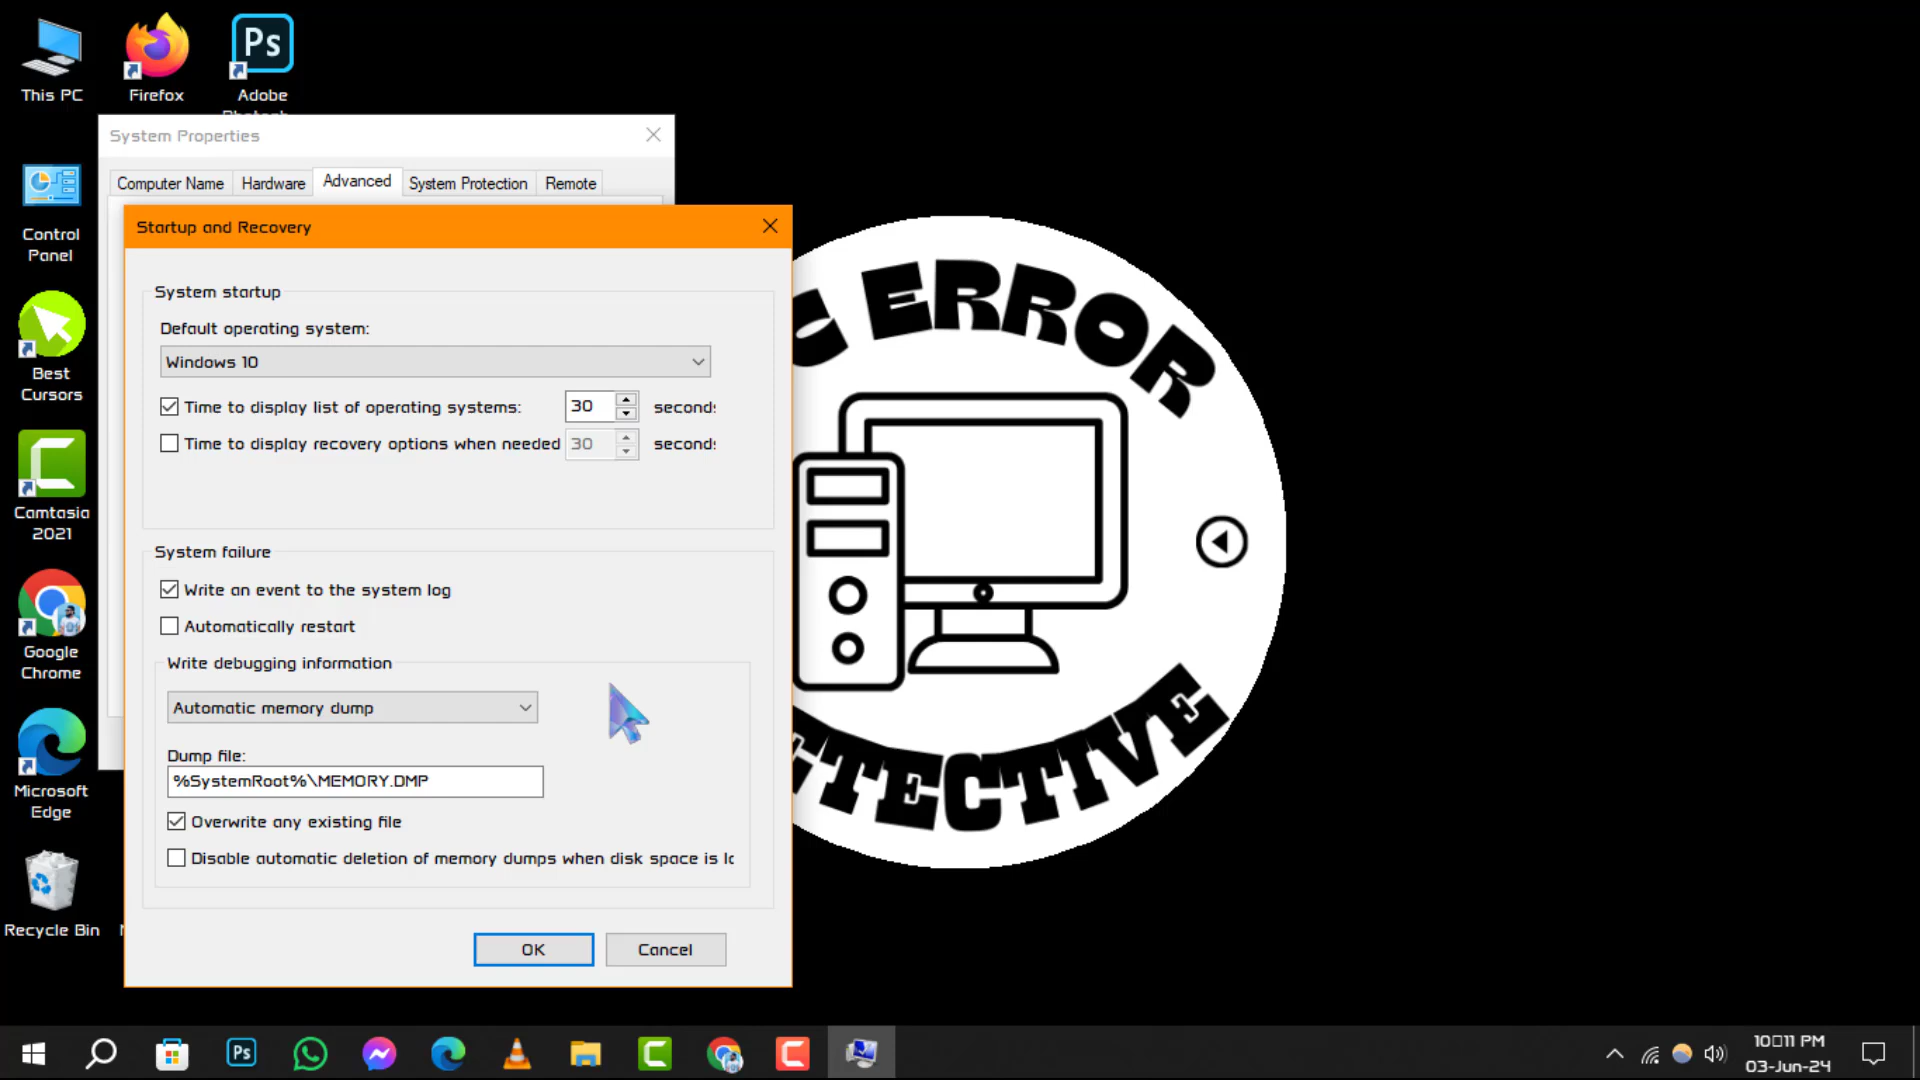 This PC
Firefox
Ps
Adobe
System Properties
Computer Name
Hardware
Advanced
System Protection
Remote
Control
Panel
Startup and Recovery
System startup
Default operating system:
Windows 10
Time to display list of operating systems:
30
Time to display recovery options when needed
30
Best
Cursors
Camtasia
2021
System failure
Write an event to the system log
Automatically restart
Google
Chrome
Write debugging information
Automatic memory dump
Dump file:
%SystemRoot%\MEMORY.DMP
Microsoft
Edge
Overwrite any existing file
Disable automatic deletion of memory dumps when disk space is lo
Recycle Bin
OK
Cancel
C ERROR
TECTIVE
Ps
10:11 PM
03-Jun-24